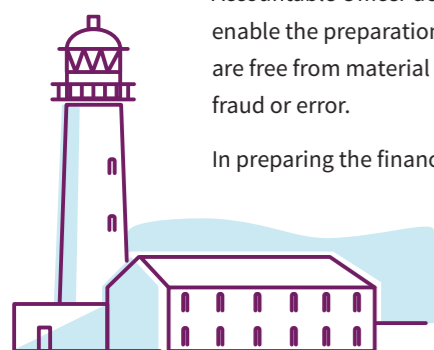 enable the preparation
are free from material
fraud or error.
In preparing the financ